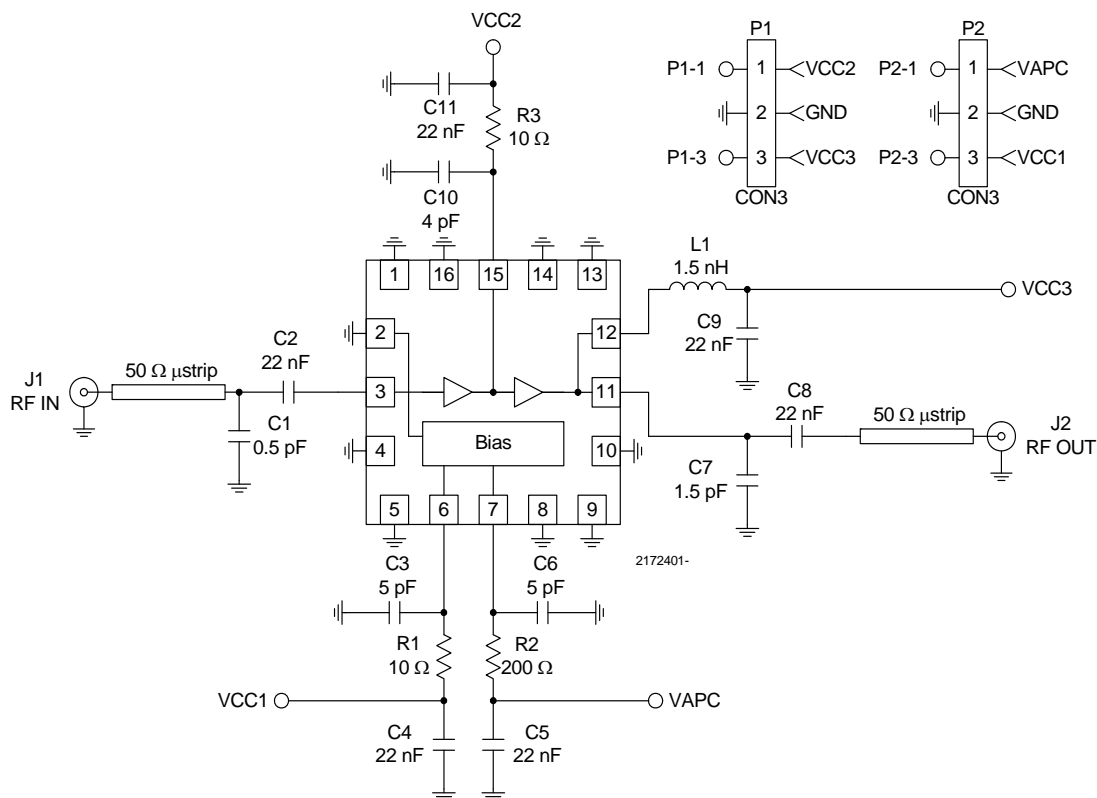 VCC2
P1
P2
P1-1 1 VCC2
P2-1 1 VAPC
C11
22 nF
R3
10 Ω
2 GND
2 GND
P1-3 3 VCC3
P2-3 3 VCC1
CON3
CON3
C10
4 pF
1 16 15 14 13
L1
1.5 nH
VCC3
2
12
C9
22 nF
C2
22 nF
J1
RF IN
50 Ω µstrip
3
11
C8
22 nF
50 Ω µstrip
J2
RF OUT
C1
0.5 pF
4
Bias
10
C7
1.5 pF
5 6 7 8 9
2172401-
C3
5 pF
C6
5 pF
R1
10 Ω
R2
200 Ω
VCC1
VAPC
C4
22 nF
C5
22 nF